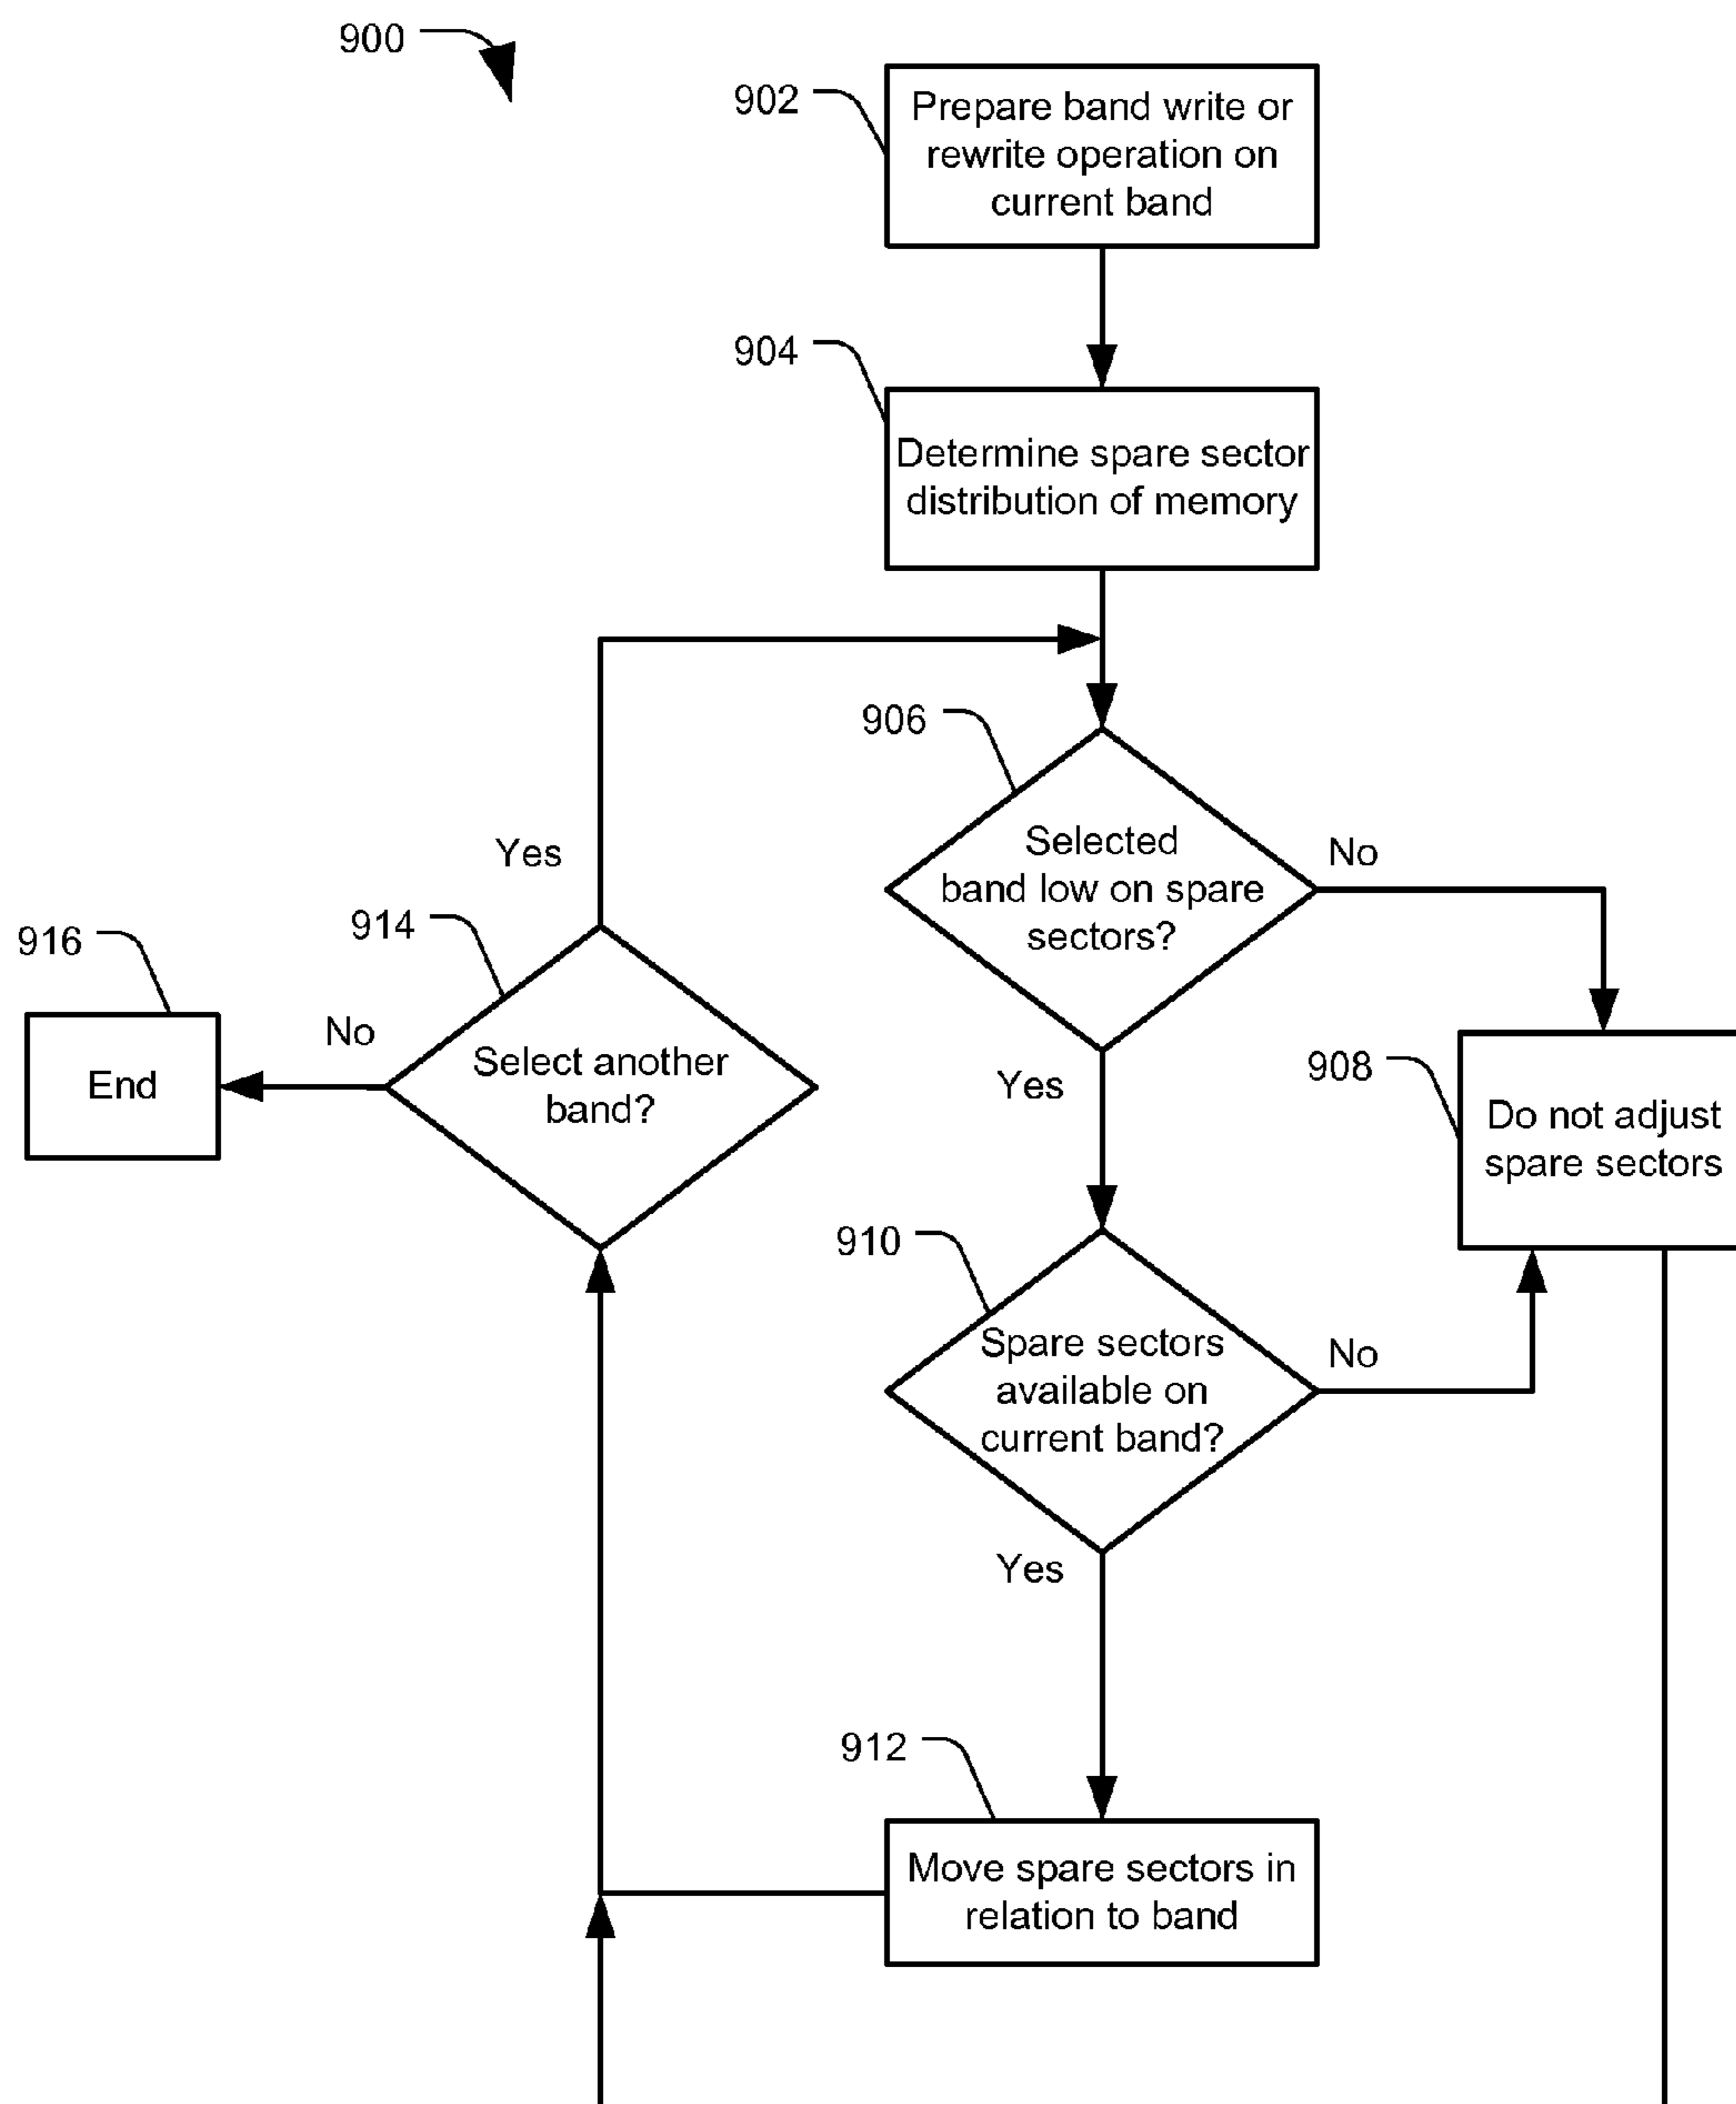 900
902
Prepare band write or
rewrite operation on
current band
904
Determine spare sector
distribution of memory
906
Selected
band low on spare
sectors?
No
Yes
914
916
No
End
Select another
band?
Yes
908
Do not adjust
spare sectors
910
Spare sectors
available on
current band?
No
Yes
912
Move spare sectors in
relation to band